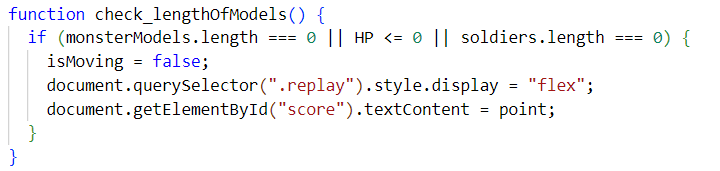 function check_lengthOfModels() {
  if (monsterModels.length === 0 || HP <= 0 || soldiers.length === 0) {
    isMoving = false;
    document.querySelector(".replay").style.display = "flex";
    document.getElementById("score").textContent = point;
  }
}